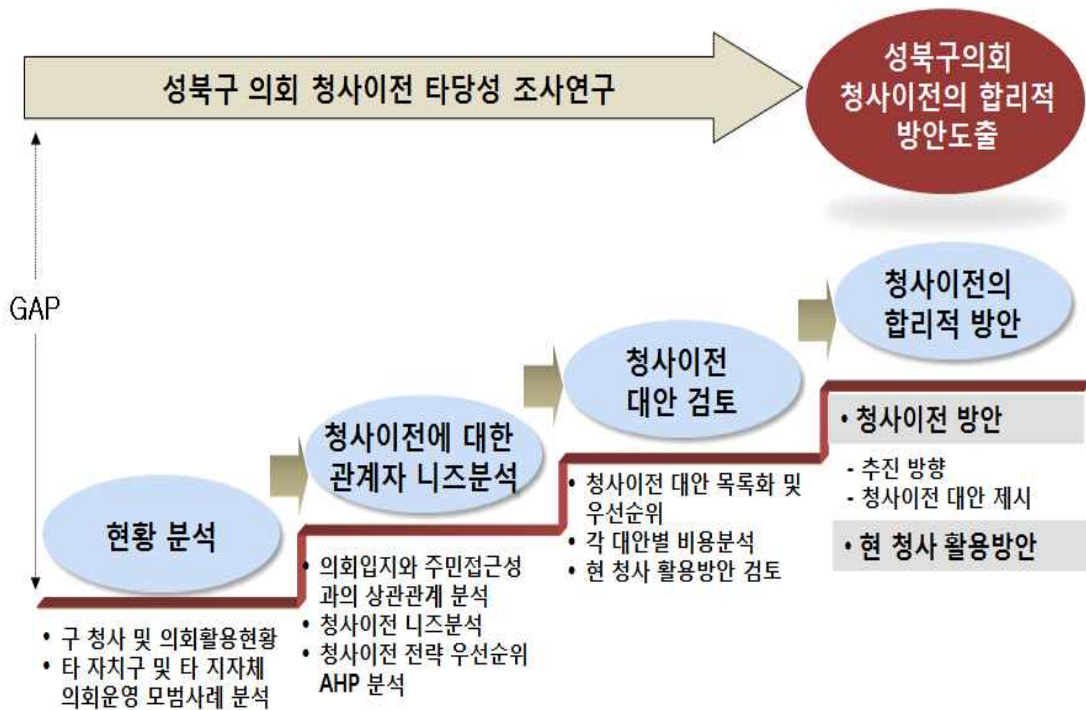 성북구 의회 청사이전 타당성 조사연구
성북구의회
청사이전의 합리적
방안도출
GAP
현황 분석
• 구 청사 및 의회활용현황
• 타 자치구 및 타 지자체
의회운영 모범사례 분석
청사이전에 대한
관계자 니즈분석
• 의회입지와 주민접근성
과의 상관관계 분석
• 청사이전 니즈분석
• 청사이전 전략 우선순위
AHP 분석
청사이전
대안 검토
• 청사이전 대안 목록화 및
우선순위
• 각 대안별 비용분석
• 현 청사 활용방안 검토
청사이전의
합리적 방안
• 청사이전 방안
- 추진 방향
- 청사이전 대안 제시
• 현 청사 활용방안